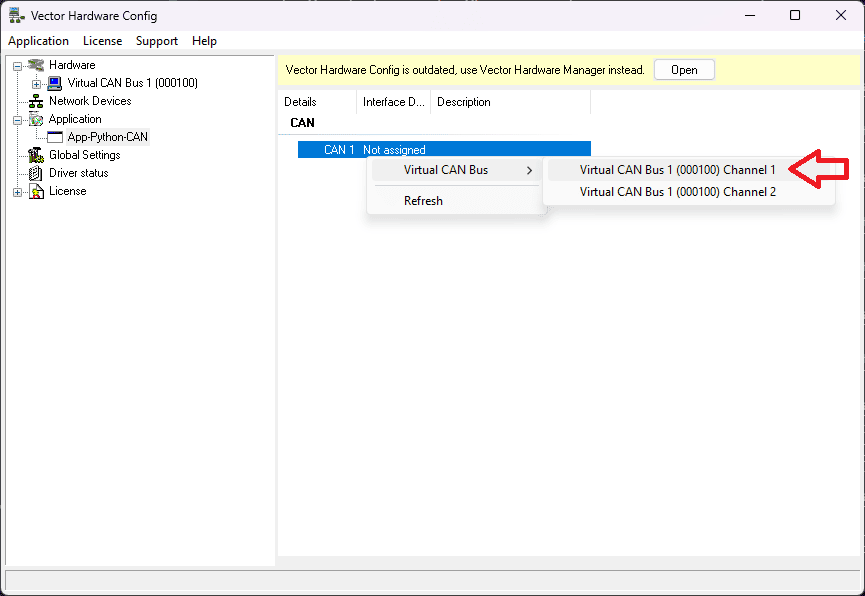 Vector Hardware Config
Application License Support Help
Hardware
Virtual CAN Bus 1 (000100)
Network Devices
Application
App-Python-CAN
Global Settings
Driver status
License
Vector Hardware Config is outdated, use Vector Hardware Manager instead. Open
Details Interface D... Description
CAN
CAN 1 Not assigned
Virtual CAN Bus
Refresh
Virtual CAN Bus 1 (000100) Channel 1
Virtual CAN Bus 1 (000100) Channel 2